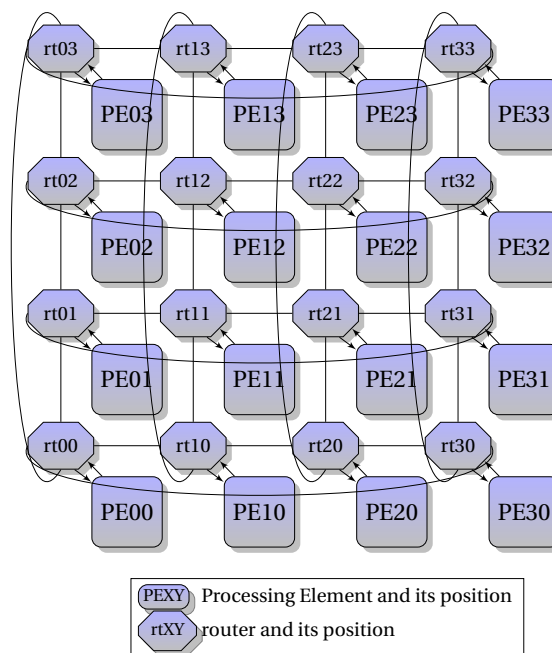 rt03 rt13 rt23 rt33
PE03 PE13 PE23 PE33
rt02 rt12 rt22 rt32
PE02 PE12 PE22 PE32
rt01 rt11 rt21 rt31
PE01 PE11 PE21 PE31
rt00 rt10 rt20 rt30
PE00 PE10 PE20 PE30
PEXY Processing Element and its position
rtXY router and its position